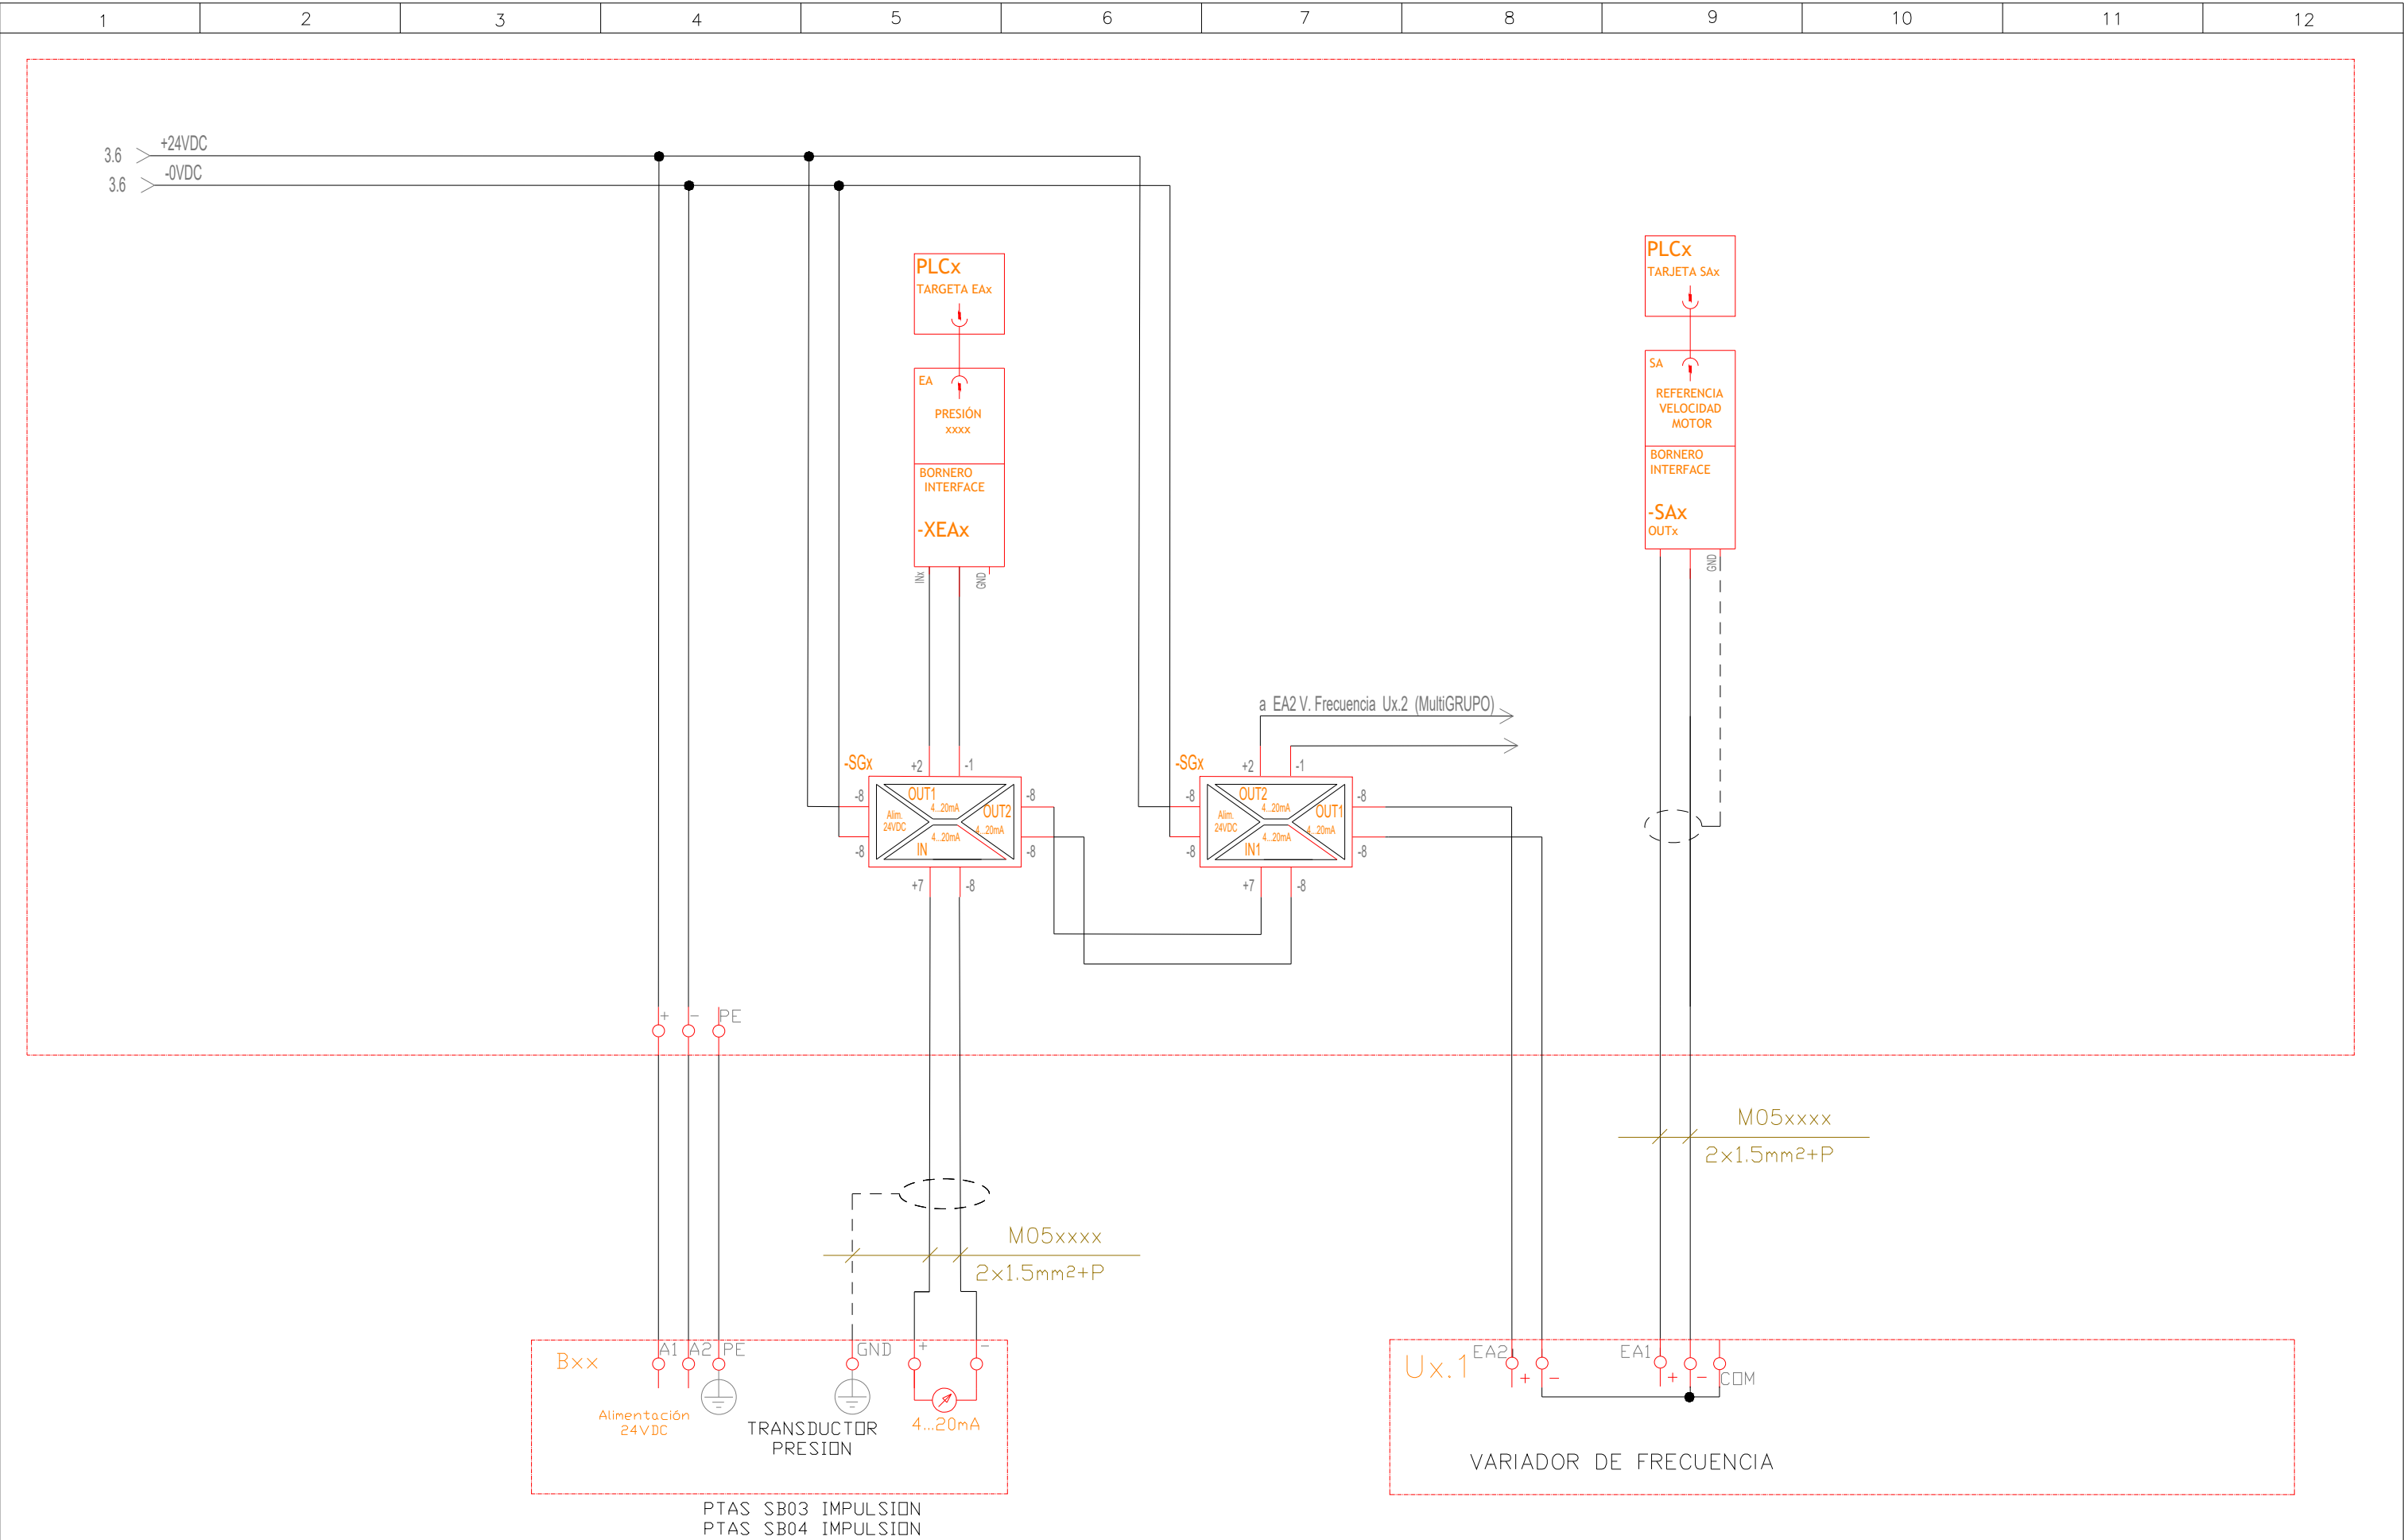 1 2 3 4 5 6 7 8 9 10 11 12
3.6 +24VDC
3.6 -0VDC
PLCx
TARGETA EAx
EA
PRESIÓN
xxxx
BORNERO
INTERFACE
-XEAx
INx GND
PLCx
TARJETA SAx
SA
REFERENCIA
VELOCIDAD
MOTOR
BORNERO
INTERFACE
-SAx
OUTx
GND
a EA2 V. Frecuencia Ux.2 (MultiGRUPO)
-SGx
+2 -1
-8 -8
OUT1
4...20mA
OUT2
4...20mA
Alim.
24VDC
4...20mA
IN
-8 -8
+7 -8
-SGx
+2 -1
-8 -8
OUT2
4...20mA
OUT1
4...20mA
Alim.
24VDC
4...20mA
IN1
-8 -8
+7 -8
+ - PE
M05xxxx
2x1.5mm²+P
M05xxxx
2x1.5mm²+P
Bxx
A1 A2 PE GND + -
Alimentación
24VDC
TRANSDUCTOR
PRESION
4...20mA
PTAS SB03 IMPULSION
PTAS SB04 IMPULSION
Ux.1
EA2 + -
EA1 + - COM
VARIADOR DE FRECUENCIA